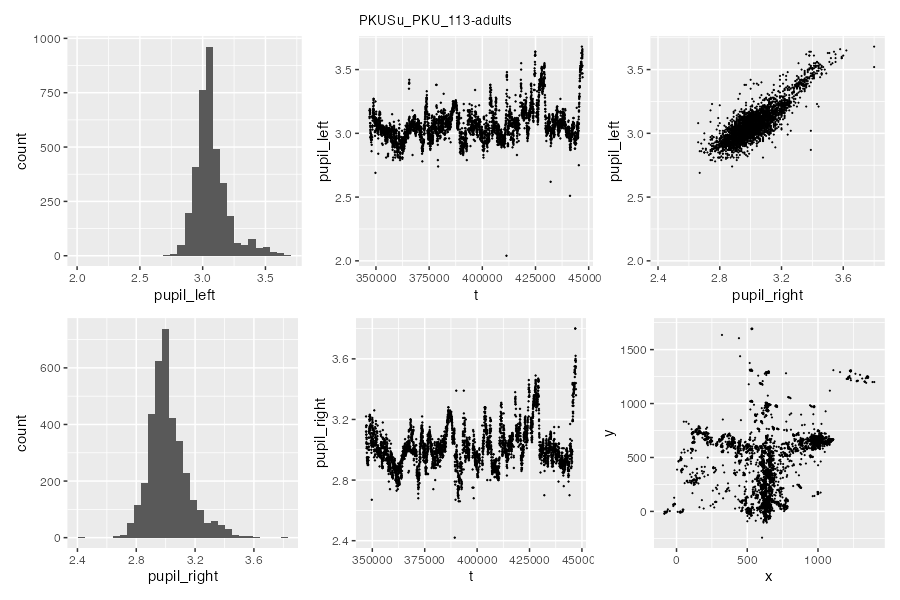 PKUSu_PKU_113-adults
1000
750
500
250
0
count
2.0 2.5 3.0 3.5
pupil_left
3.5
3.0
2.5
2.0
pupil_left
350000 375000 400000 425000 45000
t
3.5
3.0
2.5
2.0
pupil_left
2.4 2.8 3.2 3.6
pupil_right
600
400
200
0
count
2.4 3.0 3.2 3.6
pupil_right
3.6
3.2
2.8
2.4
pupil_right
350000 375000 400000 425000 45000
t
1500
1000
500
0
y
0 500 1000
x